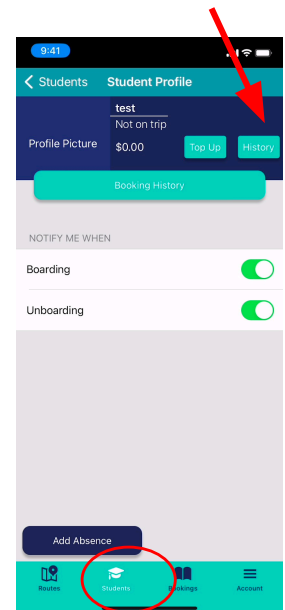 9:41
Students Student Profile
test
Not on trip
Profile Picture $0.00 Top Up History
Booking History
NOTIFY ME WHEN
Boarding
Unboarding
Add Absence
Routes Students Bookings Account